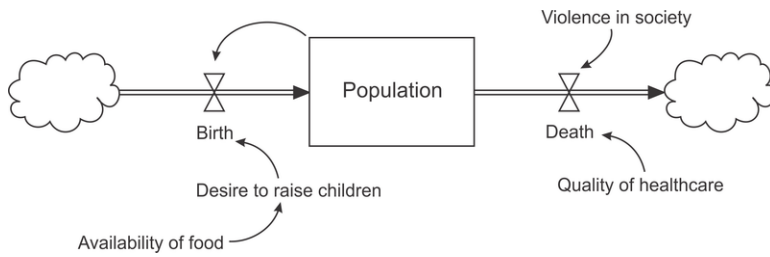 Violence in society
Population
Birth
Death
Desire to raise children
Quality of healthcare
Availability of food